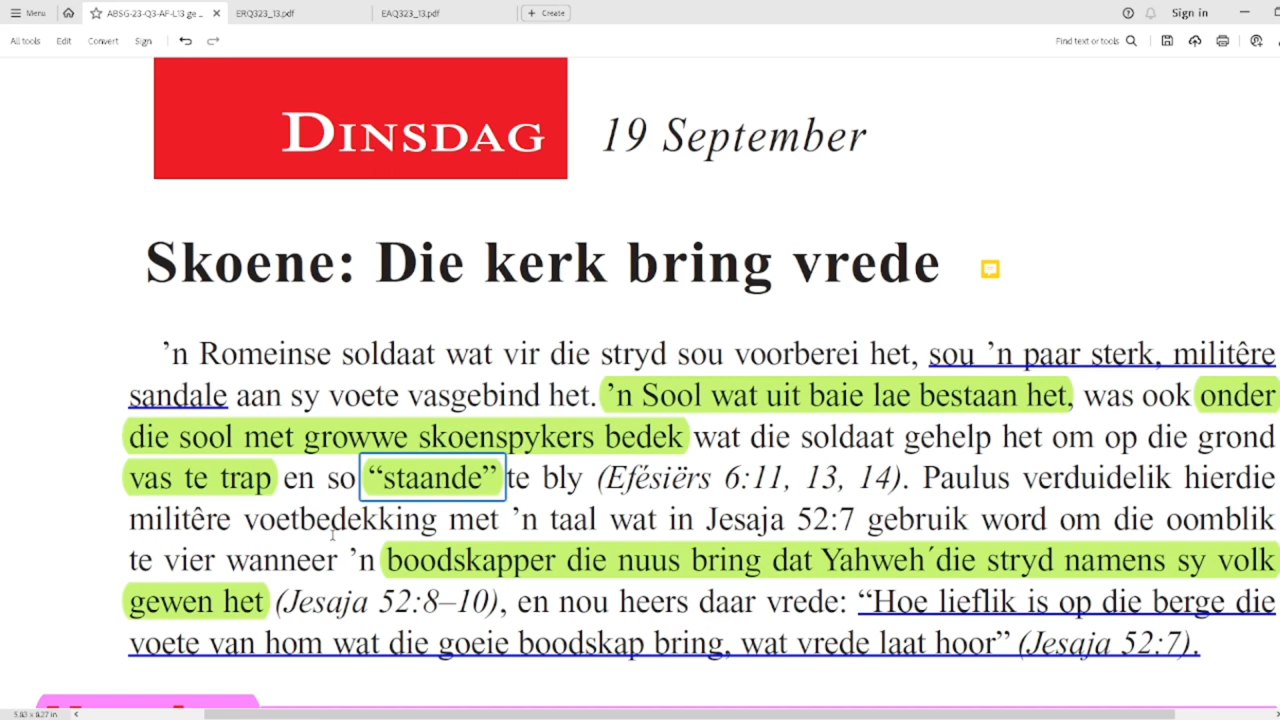 Menu ABSG-23-Q3-AF-L13 ge ... ERQ323_13.pdf EAQ323_13.pdf + Create Sign in
All tools Edit Convert Sign Find text or tools
DINSDAG 19 September
Skoene: Die kerk bring vrede
’n Romeinse soldaat wat vir die stryd sou voorberei het, sou ’n paar sterk, militêre
sandale aan sy voete vasgebind het. ’n Sool wat uit baie lae bestaan het, was ook onder
die sool met growwe skoenspykers bedek wat die soldaat gehelp het om op die grond
vas te trap en so “staande” te bly (Efésiërs 6:11, 13, 14). Paulus verduidelik hierdie
militêre voetbedekking met ’n taal wat in Jesaja 52:7 gebruik word om die oomblik
te vier wanneer ’n boodskapper die nuus bring dat Yahweh´die stryd namens sy volk
gewen het (Jesaja 52:8–10), en nou heers daar vrede: “Hoe lieflik is op die berge die
voete van hom wat die goeie boodskap bring, wat vrede laat hoor” (Jesaja 52:7).